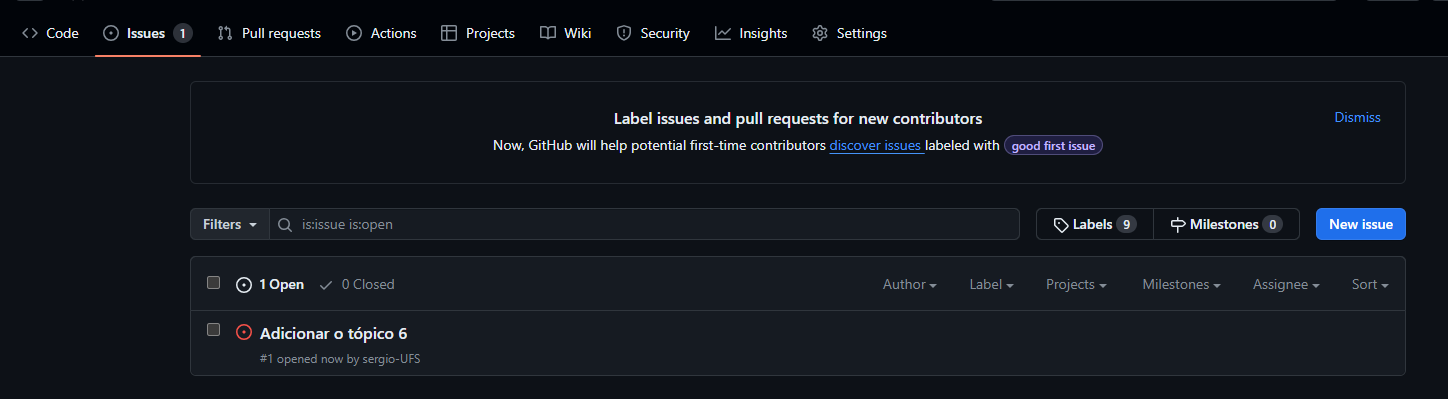 Code Issues 1 Pull requests Actions Projects Wiki Security Insights Settings
Label issues and pull requests for new contributors
Dismiss
Now, GitHub will help potential first-time contributors discover issues labeled with good first issue
Filters is:issue is:open Labels 9 Milestones 0 New issue
1 Open 0 Closed Author Label Projects Milestones Assignee Sort
Adicionar o tópico 6
#1 opened now by sergio-UFS